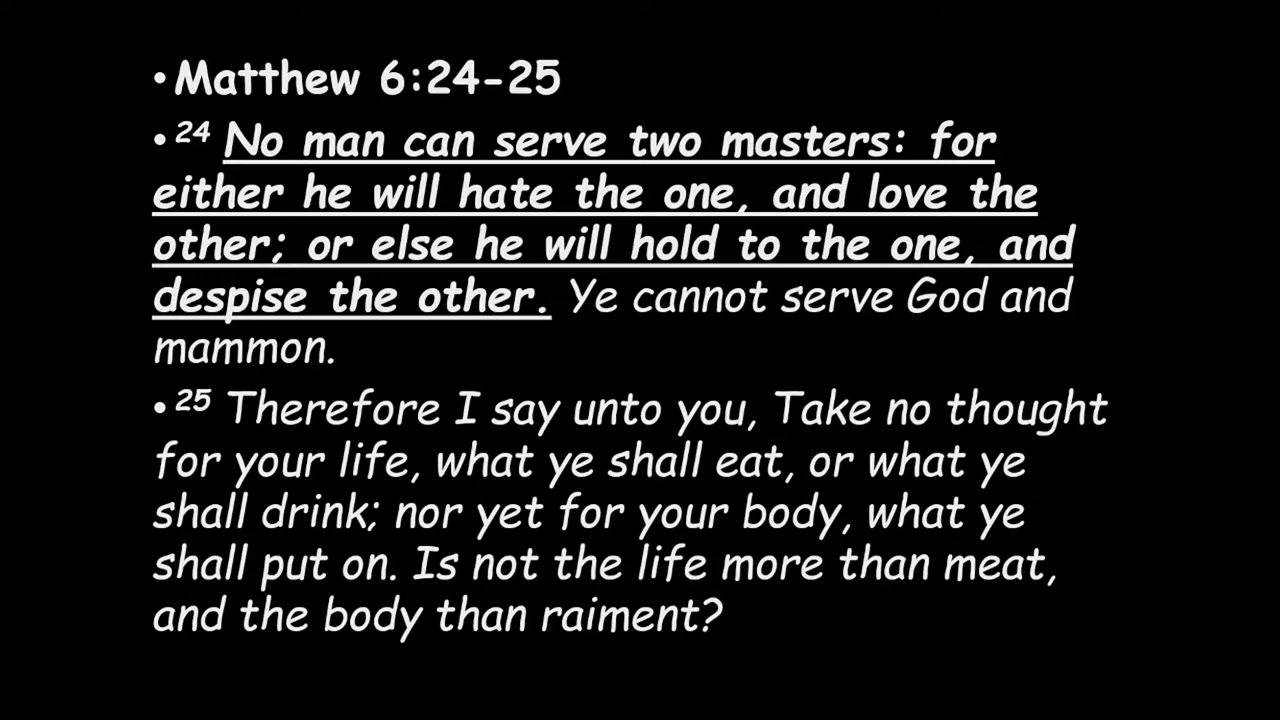 •Matthew 6:24-25
•24 No man can serve two masters: for
either he will hate the one, and love the
other; or else he will hold to the one, and
despise the other. Ye cannot serve God and
mammon.
•25 Therefore I say unto you, Take no thought
for your life, what ye shall eat, or what ye
shall drink; nor yet for your body, what ye
shall put on. Is not the life more than meat,
and the body than raiment?